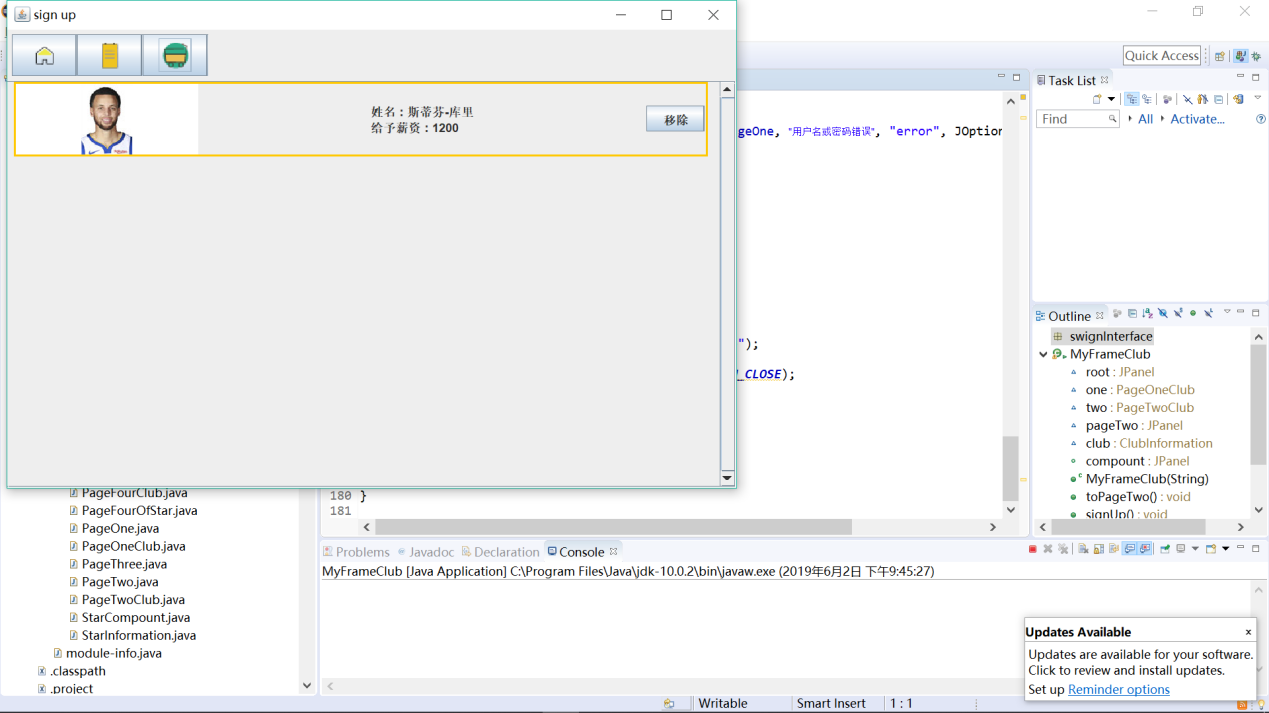 sign up
Quick Access
姓名：斯蒂芬-库里
给予薪资：1200
移除
Task List
Find
All
Activate...
geOne, "用户名或密码错误", "error", JOption
");
_CLOSE);
180 }
181
Outline
swignInterface
MyFrameClub
root : JPanel
one : PageOneClub
two : PageTwoClub
pageTwo : JPanel
club : ClubInformation
compount : JPanel
MyFrameClub(String)
toPageTwo() : void
signUp() : void
PageFourClub.java
PageFourOfStar.java
PageOne.java
PageOneClub.java
PageThree.java
PageTwo.java
PageTwoClub.java
StarCompount.java
StarInformation.java
module-info.java
.classpath
.project
Problems
Javadoc
Declaration
Console
MyFrameClub [Java Application] C:\Program Files\Java\jdk-10.0.2\bin\javaw.exe (2019年6月2日 下午9:45:27)
Updates Available
x
Updates are available for your software.
Click to review and install updates.
Set up Reminder options
Writable
Smart Insert
1 : 1